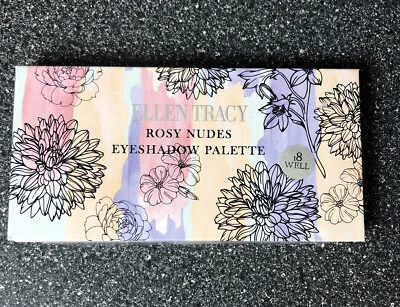 ELLEN TRACY
ROSY NUDES
EYESHADOW PALETTE
18
WELL